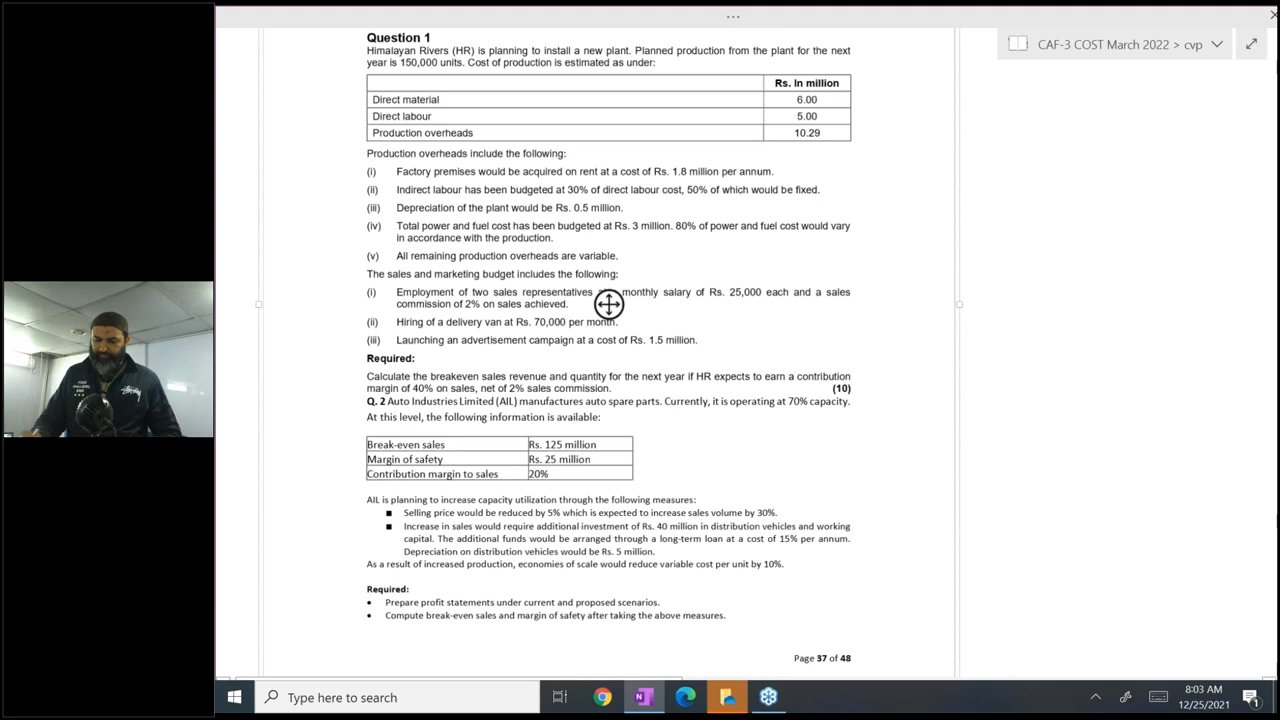 ...
CAF-3 COST March 2022 > cvp
Question 1
Himalayan Rivers (HR) is planning to install a new plant. Planned production from the plant for the next
year is 150,000 units. Cost of production is estimated as under:
Rs. In million
Direct material 6.00
Direct labour 5.00
Production overheads 10.29
Production overheads include the following:
(i) Factory premises would be acquired on rent at a cost of Rs. 1.8 million per annum.
(ii) Indirect labour has been budgeted at 30% of direct labour cost, 50% of which would be fixed.
(iii) Depreciation of the plant would be Rs. 0.5 million.
(iv) Total power and fuel cost has been budgeted at Rs. 3 million. 80% of power and fuel cost would vary
in accordance with the production.
(v) All remaining production overheads are variable.
The sales and marketing budget includes the following:
(i) Employment of two sales representatives monthly salary of Rs. 25,000 each and a sales
commission of 2% on sales achieved.
(ii) Hiring of a delivery van at Rs. 70,000 per month.
(iii) Launching an advertisement campaign at a cost of Rs. 1.5 million.
Required:
Calculate the breakeven sales revenue and quantity for the next year if HR expects to earn a contribution
margin of 40% on sales, net of 2% sales commission. (10)
Q. 2 Auto Industries Limited (AIL) manufactures auto spare parts. Currently, it is operating at 70% capacity.
At this level, the following information is available:
Break-even sales Rs. 125 million
Margin of safety Rs. 25 million
Contribution margin to sales 20%
AIL is planning to increase capacity utilization through the following measures:
■ Selling price would be reduced by 5% which is expected to increase sales volume by 30%.
■ Increase in sales would require additional investment of Rs. 40 million in distribution vehicles and working
capital. The additional funds would be arranged through a long-term loan at a cost of 15% per annum.
Depreciation on distribution vehicles would be Rs. 5 million.
As a result of increased production, economies of scale would reduce variable cost per unit by 10%.
Required:
• Prepare profit statements under current and proposed scenarios.
• Compute break-even sales and margin of safety after taking the above measures.
Page 37 of 48
Type here to search
8:03 AM
12/25/2021